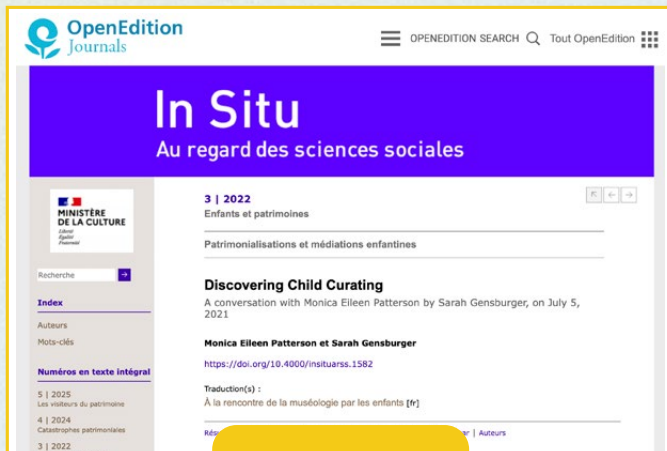 OpenEdition
Journals
OPENEDITION SEARCH Tout OpenEdition
In Situ
Au regard des sciences sociales
MINISTÈRE
DE LA CULTURE
Liberté
Égalité
Fraternité
Recherche
Index
Auteurs
Mots-clés
Numéros en texte intégral
5 | 2025
Les visiteurs du patrimoine
4 | 2024
Catastrophes patrimoniales
3 | 2022
3 | 2022
Enfants et patrimoines
Patrimonialisations et médiations enfantines
Discovering Child Curating
A conversation with Monica Eileen Patterson by Sarah Gensburger, on July 5,
2021
Monica Eileen Patterson et Sarah Gensburger
https://doi.org/10.4000/insituarss.1582
Traduction(s) :
À la rencontre de la muséologie par les enfants [fr]
| Auteurs